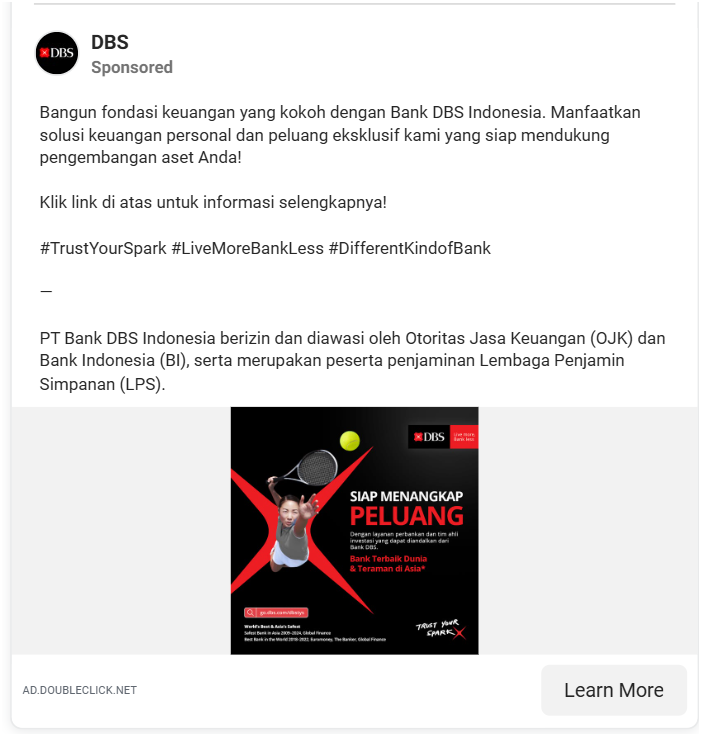 DBS
DBS
Sponsored
Bangun fondasi keuangan yang kokoh dengan Bank DBS Indonesia. Manfaatkan
solusi keuangan personal dan peluang eksklusif kami yang siap mendukung
pengembangan aset Anda!
Klik link di atas untuk informasi selengkapnya!
#TrustYourSpark #LiveMoreBankLess #DifferentKindofBank
—
PT Bank DBS Indonesia berizin dan diawasi oleh Otoritas Jasa Keuangan (OJK) dan
Bank Indonesia (BI), serta merupakan peserta penjaminan Lembaga Penjamin
Simpanan (LPS).
DBS
Live more
Bank less
SIAP MENANGKAP
PELUANG
Dengan layanan perbankan dan tim ahli
investasi yang dapat diandalkan dari
Bank DBS.
Bank Terbaik Dunia
& Teraman di Asia*
World's Best & Asia's Safest
Safest Bank in Asia 2009-2024, Global Finance
Best Bank in the World 2018-2022, Euromoney, The Banker, Global Finance
TRUST YOUR
SPARK
AD.DOUBLECLICK.NET
Learn More